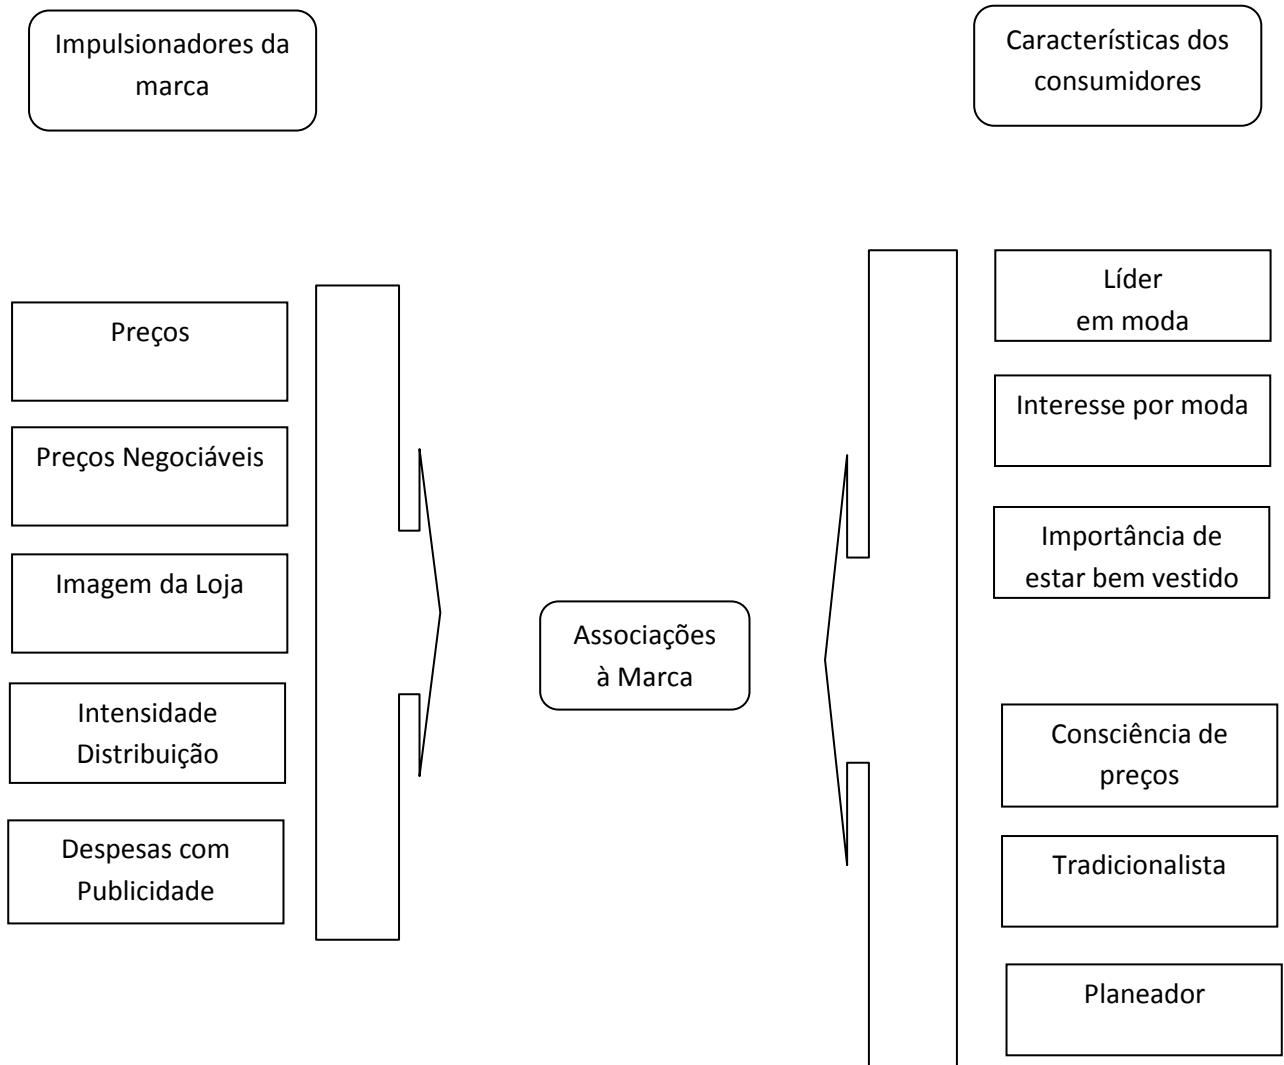 Impulsionadores da
marca
Características dos
consumidores
Preços
Preços Negociáveis
Imagem da Loja
Intensidade
Distribuição
Despesas com
Publicidade
Associações
à Marca
Líder
em moda
Interesse por moda
Importância de
estar bem vestido
Consciência de
preços
Tradicionalista
Planeador